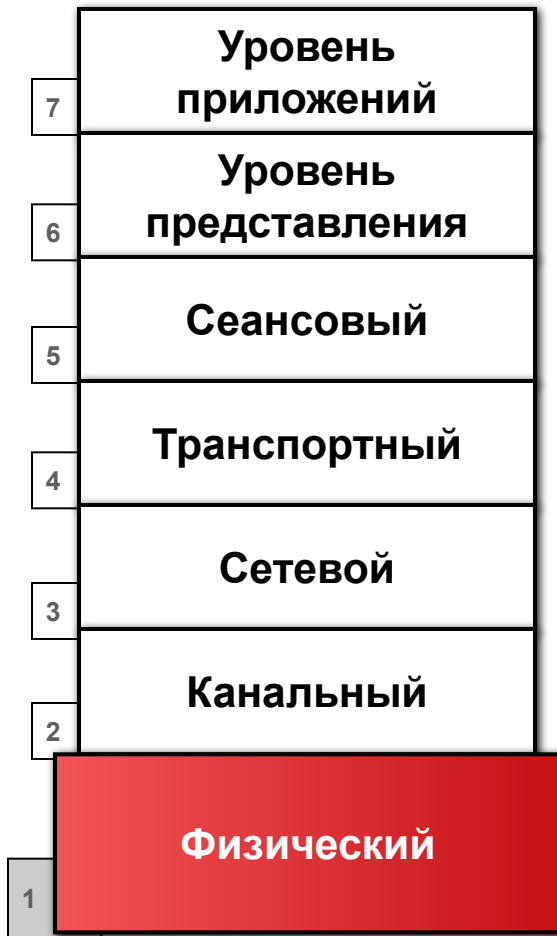 Уровень
приложений
7
Уровень
представления
6
Сеансовый
5
Транспортный
4
Сетевой
3
Канальный
2
Физический
1